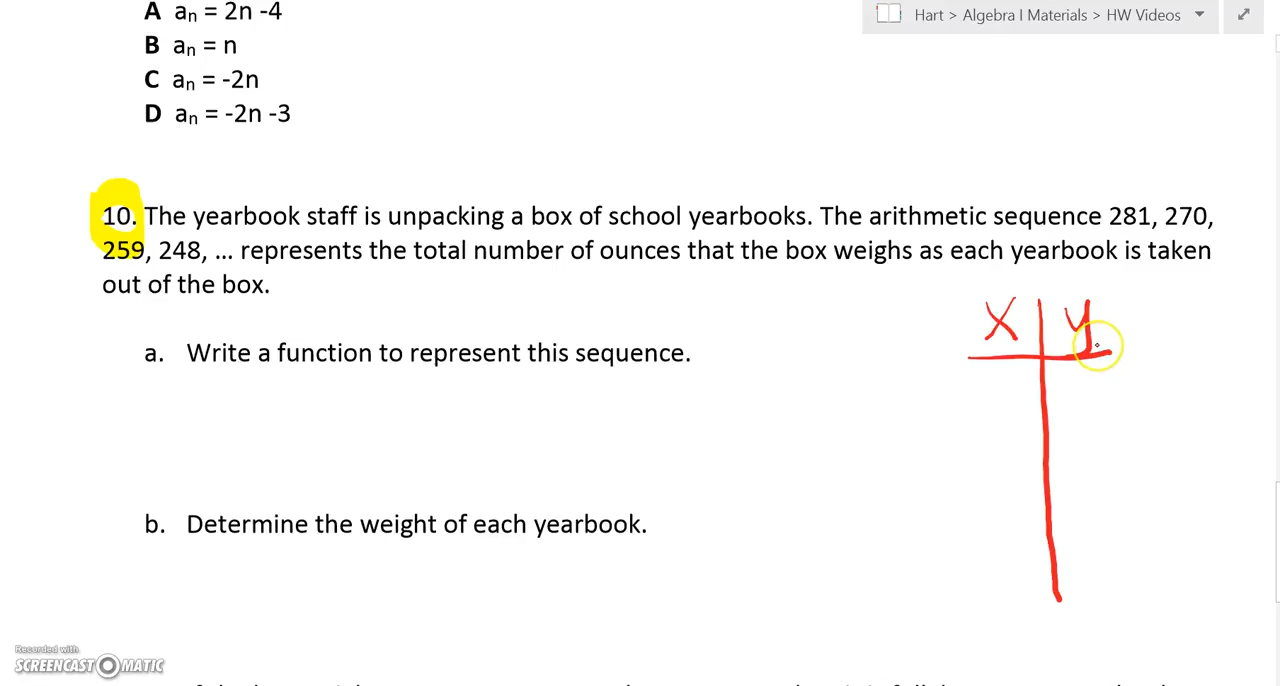 A aₙ = 2n -4
Hart > Algebra I Materials > HW Videos
B aₙ = n
C aₙ = -2n
D aₙ = -2n -3
10. The yearbook staff is unpacking a box of school yearbooks. The arithmetic sequence 281, 270,
259, 248, ... represents the total number of ounces that the box weighs as each yearbook is taken
out of the box.
x y
a. Write a function to represent this sequence.
b. Determine the weight of each yearbook.
Recorded with
SCREENCAST MATIC